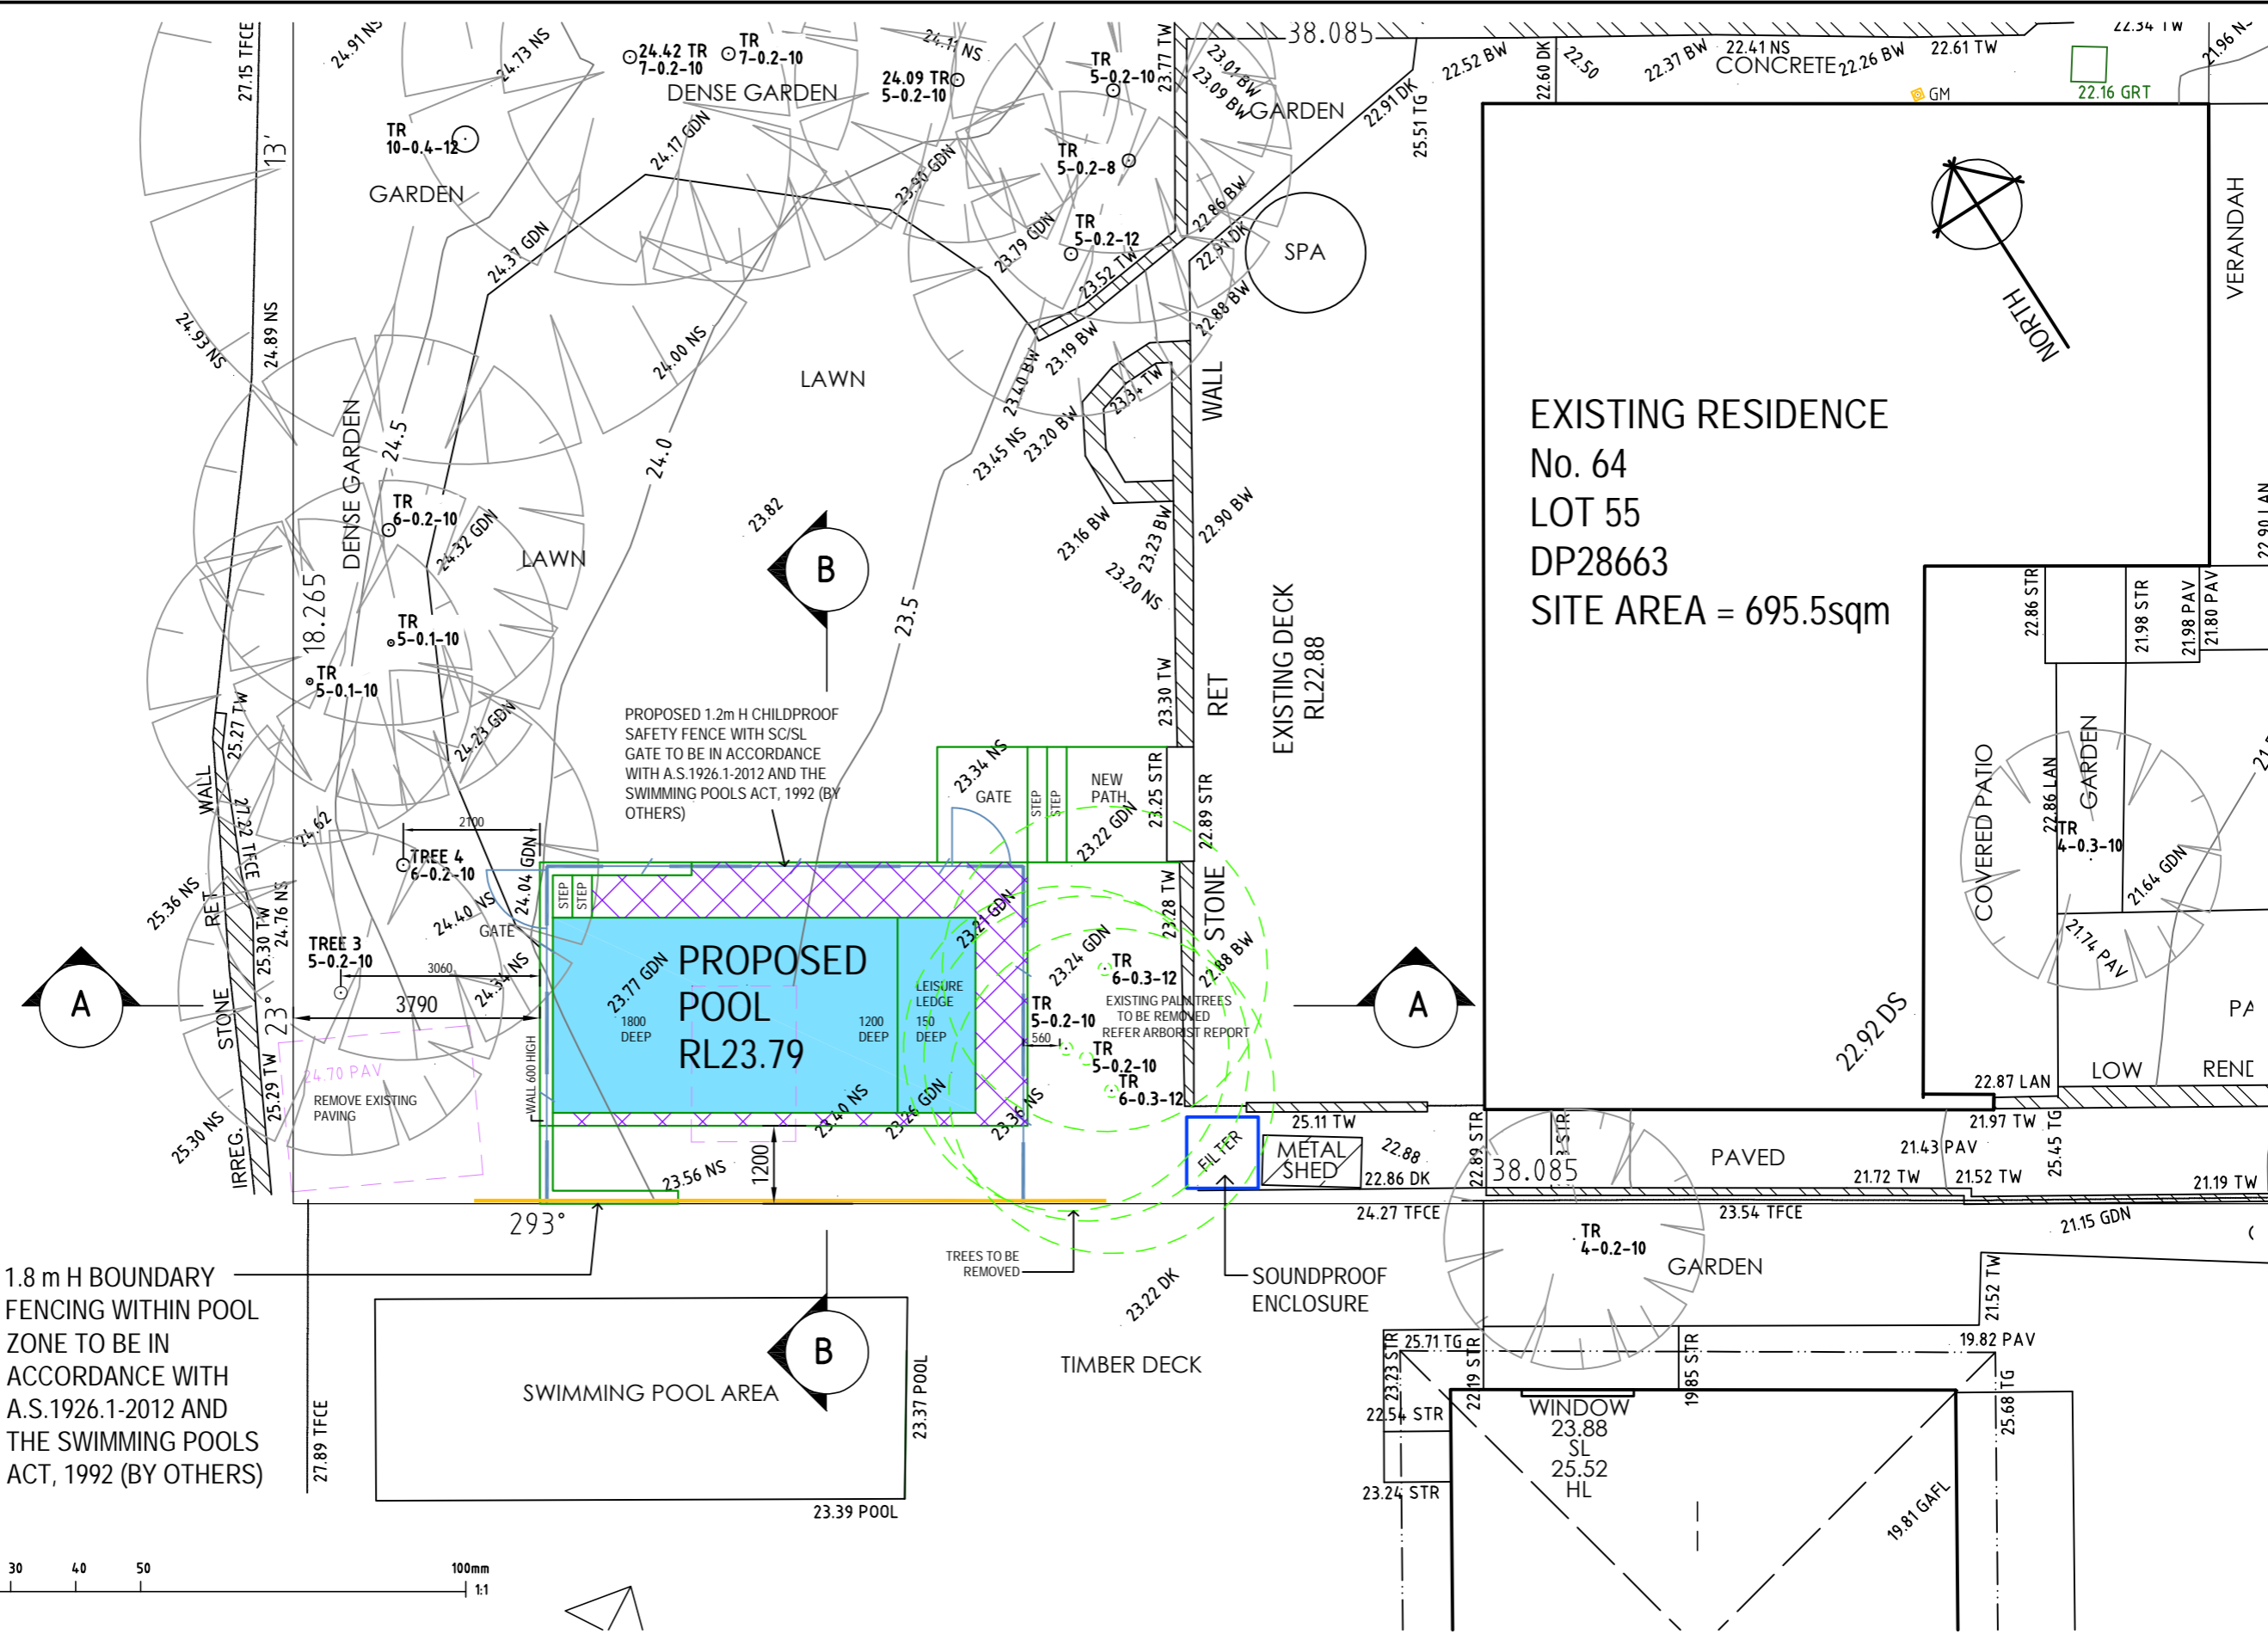 27.15 TFCE
24.91 NS
24.73 NS
24.42 TR
7-0.2-10
TR
7-0.2-10
24.11 NS
24.09 TR
5-0.2-10
TR
5-0.2-10
23.77 TW
23.01 BW
23.09 BW
38.085
22.52 BW
22.60 DK
22.50
22.37 BW
22.41 NS
CONCRETE
22.26 BW
22.61 TW
22.34 TW
21.96 NS
22.16 GRT
GM
DENSE GARDEN
GARDEN
22.91 DK
25.51 TG
13'
TR
10-0.4-12
GARDEN
24.17 GDN
23.90 GDN
TR
5-0.2-8
TR
5-0.2-12
22.86 BW
22.91 DK
SPA
VERANDAH
NORTH
24.37 GDN
23.79 GDN
23.52 TW
22.88 BW
24.93 NS
24.89 NS
24.00 NS
LAWN
23.40 BW
23.19 BW
23.34 TW
WALL
DENSE GARDEN
24.5
24.0
23.45 NS
23.20 BW
EXISTING RESIDENCE
No. 64
LOT 55
DP28663
SITE AREA = 695.5sqm
TR
6-0.2-10
24.32 GDN
LAWN
23.82
B
23.16 BW
23.23 BW
22.90 BW
23.20 NS
22.90 LAN
18.265
23.5
22.86 STR
21.98 STR
21.98 PAV
21.80 PAV
TR
5-0.1-10
TR
5-0.1-10
EXISTING DECK
RL22.88
25.27 TW
24.23 GDN
23.30 TW
RET
PROPOSED 1.2m H CHILDPROOF
SAFETY FENCE WITH SC/SL
GATE TO BE IN ACCORDANCE
WITH A.S.1926.1-2012 AND THE
SWIMMING POOLS ACT, 1992 (BY
OTHERS)
WALL
27.22 TFCE
24.62
2100
23.34 NS
GATE
STEP
STEP
NEW
PATH
23.22 GDN
23.25 STR
22.89 STR
COVERED PATIO
22.86 LAN
GARDEN
TR
4-0.3-10
21.64 GDN
21.74 PAV
TREE 4
6-0.2-10
24.04 GDN
STEP
STEP
25.36 NS
RET
24.40 NS
GATE
23.21 GDN
23.28 TW
STONE
25.30 TW
24.76 NS
TREE 3
5-0.2-10
3060
24.34 NS
23.77 GDN
PROPOSED
POOL
RL23.79
LEISURE
LEDGE
23.24 GDN
TR
6-0.3-12
22.88 BW
A
A
STONE
23°
3790
1800
DEEP
1200
DEEP
150
DEEP
TR
5-0.2-10
EXISTING PALM TREES
TO BE REMOVED
REFER ARBORIST REPORT
560
TR
5-0.2-10
TR
6-0.3-12
22.92 DS
24.70 PAV
REMOVE EXISTING
PAVING
WALL 600 HIGH
25.29 TW
25.30 NS
IRREG.
23.40 NS
23.26 GDN
23.36 NS
22.87 LAN
LOW
21.97 TW
1200
23.56 NS
FILTER
25.11 TW
METAL
SHED
22.88
22.86 DK
22.89 STR
38.085
PAVED
21.43 PAV
25.45 TG
21.72 TW
21.52 TW
21.19 TW
293°
24.27 TFCE
23.54 TFCE
21.15 GDN
TR
4-0.2-10
GARDEN
1.8 m H BOUNDARY
FENCING WITHIN POOL
ZONE TO BE IN
ACCORDANCE WITH
A.S.1926.1-2012 AND
THE SWIMMING POOLS
ACT, 1992 (BY OTHERS)
TREES TO BE
REMOVED
SOUNDPROOF
ENCLOSURE
23.22 DK
TIMBER DECK
27.89 TFCE
SWIMMING POOL AREA
B
23.37 POOL
23.39 POOL
25.71 TG
23.23 STR
22.19 STR
19.85 STR
21.52 TW
19.82 PAV
25.68 TG
22.54 STR
23.24 STR
WINDOW
23.88
SL
25.52
HL
19.81 GAFL
30
40
50
100mm
1:1